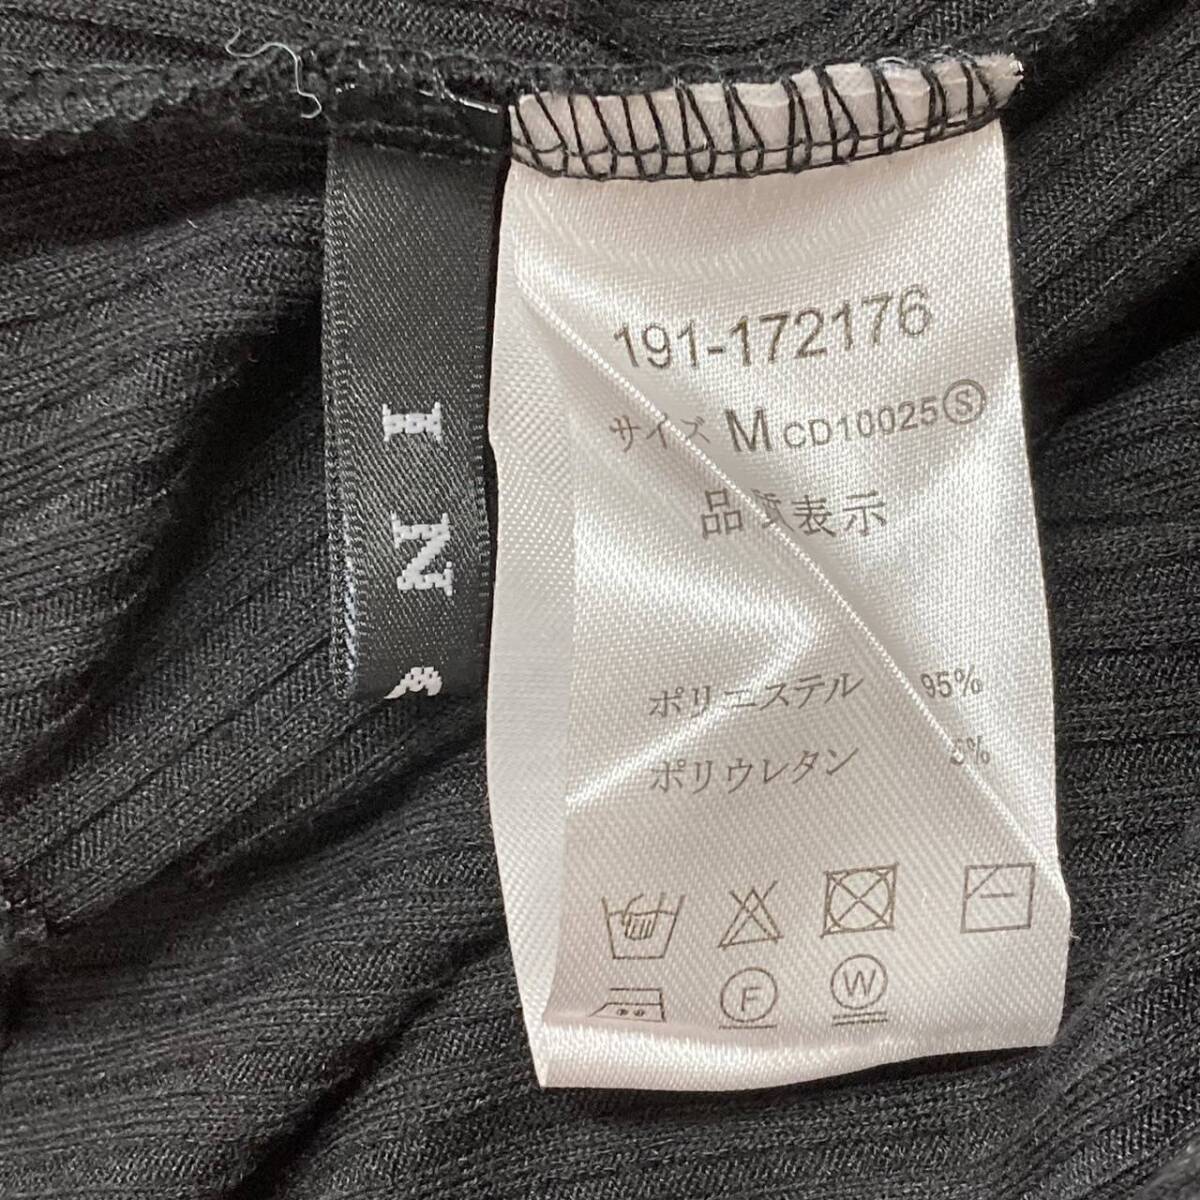 I N
191-172176
サイズ M CD10025 Ⓢ
品質表示
ポリエステル 95%
ポリウレタン 5%
F W